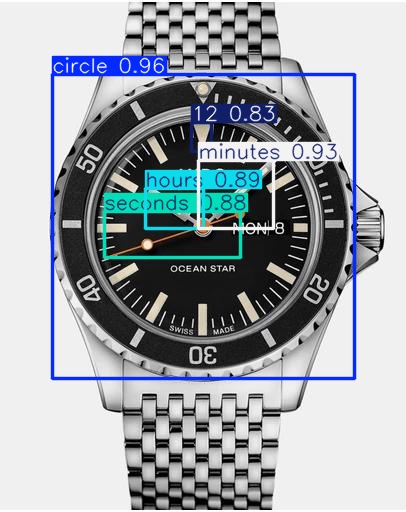 circle 0.96
12 0.83
minutes 0.93
hours 0.89
seconds 0.88
50
MON 8
OCEAN STAR
40
20
SWISS MADE
30